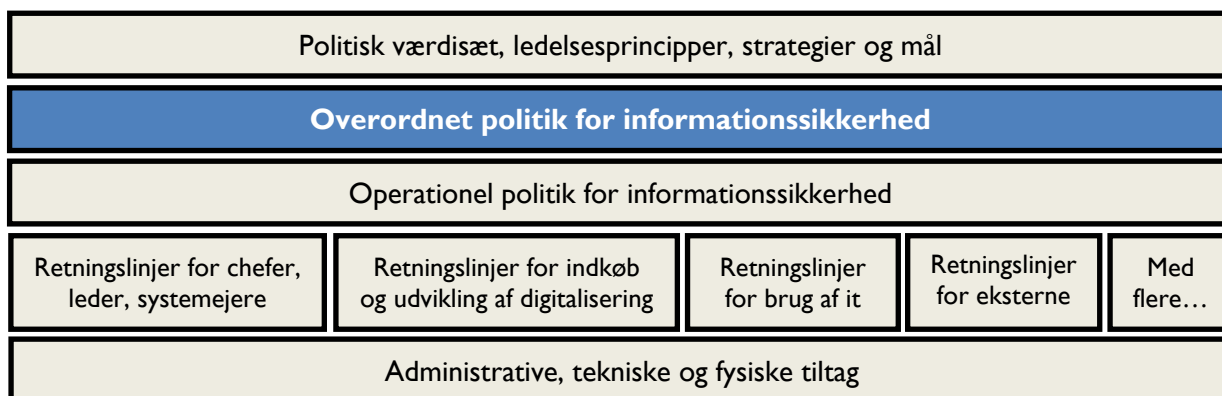 Politisk værdisæt, ledelsesprincipper, strategier og mål
Overordnet politik for informationssikkerhed
Operationel politik for informationssikkerhed
Retningslinjer for chefer,
leder, systemejere
Retningslinjer for indkøb
og udvikling af digitalisering
Retningslinjer
for brug af it
Retningslinjer
for eksterne
Med
flere…
Administrative, tekniske og fysiske tiltag